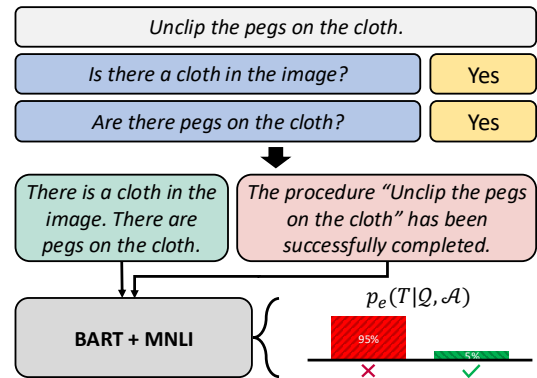 Unclip the pegs on the cloth.
Is there a cloth in the image?
Yes
Are there pegs on the cloth?
Yes
There is a cloth in the
image. There are
pegs on the cloth.
The procedure “Unclip the pegs
on the cloth” has been
successfully completed.
BART + MNLI
𝑝ₑ(𝑇|𝒬, 𝒜)
95%
5%
✗ ✓